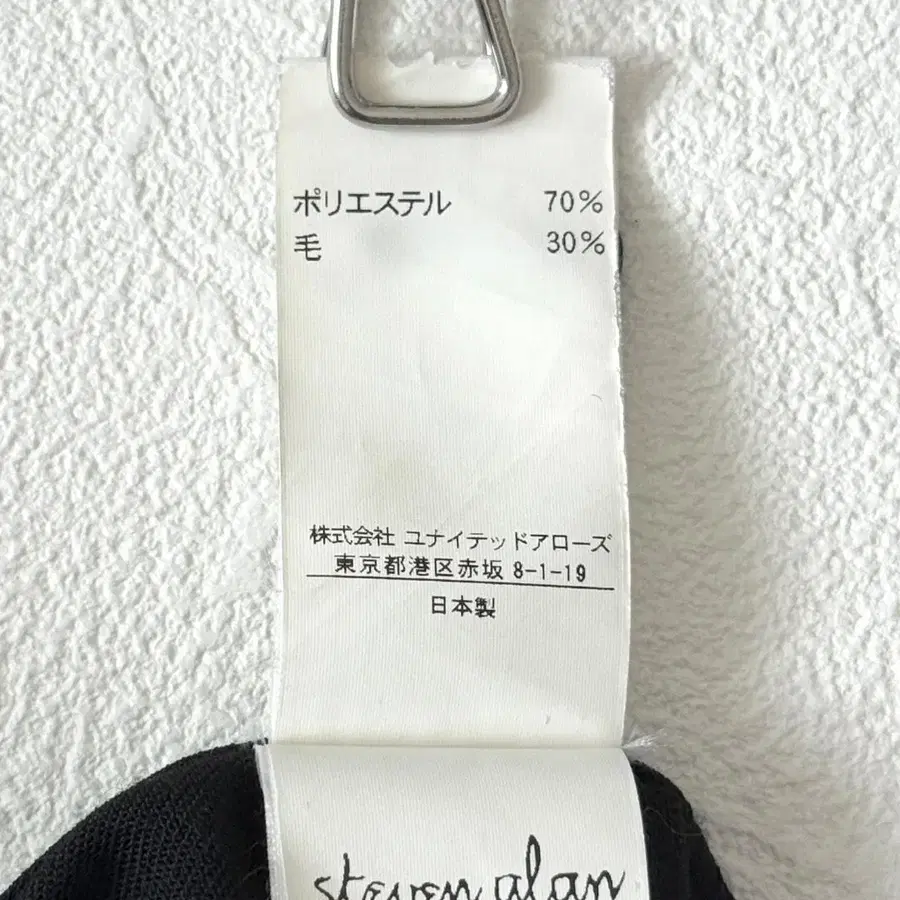 ポリエステル 70%
毛 30%
株式会社 ユナイテッドアローズ
東京都港区赤坂 8-1-19
日本製
steven alan